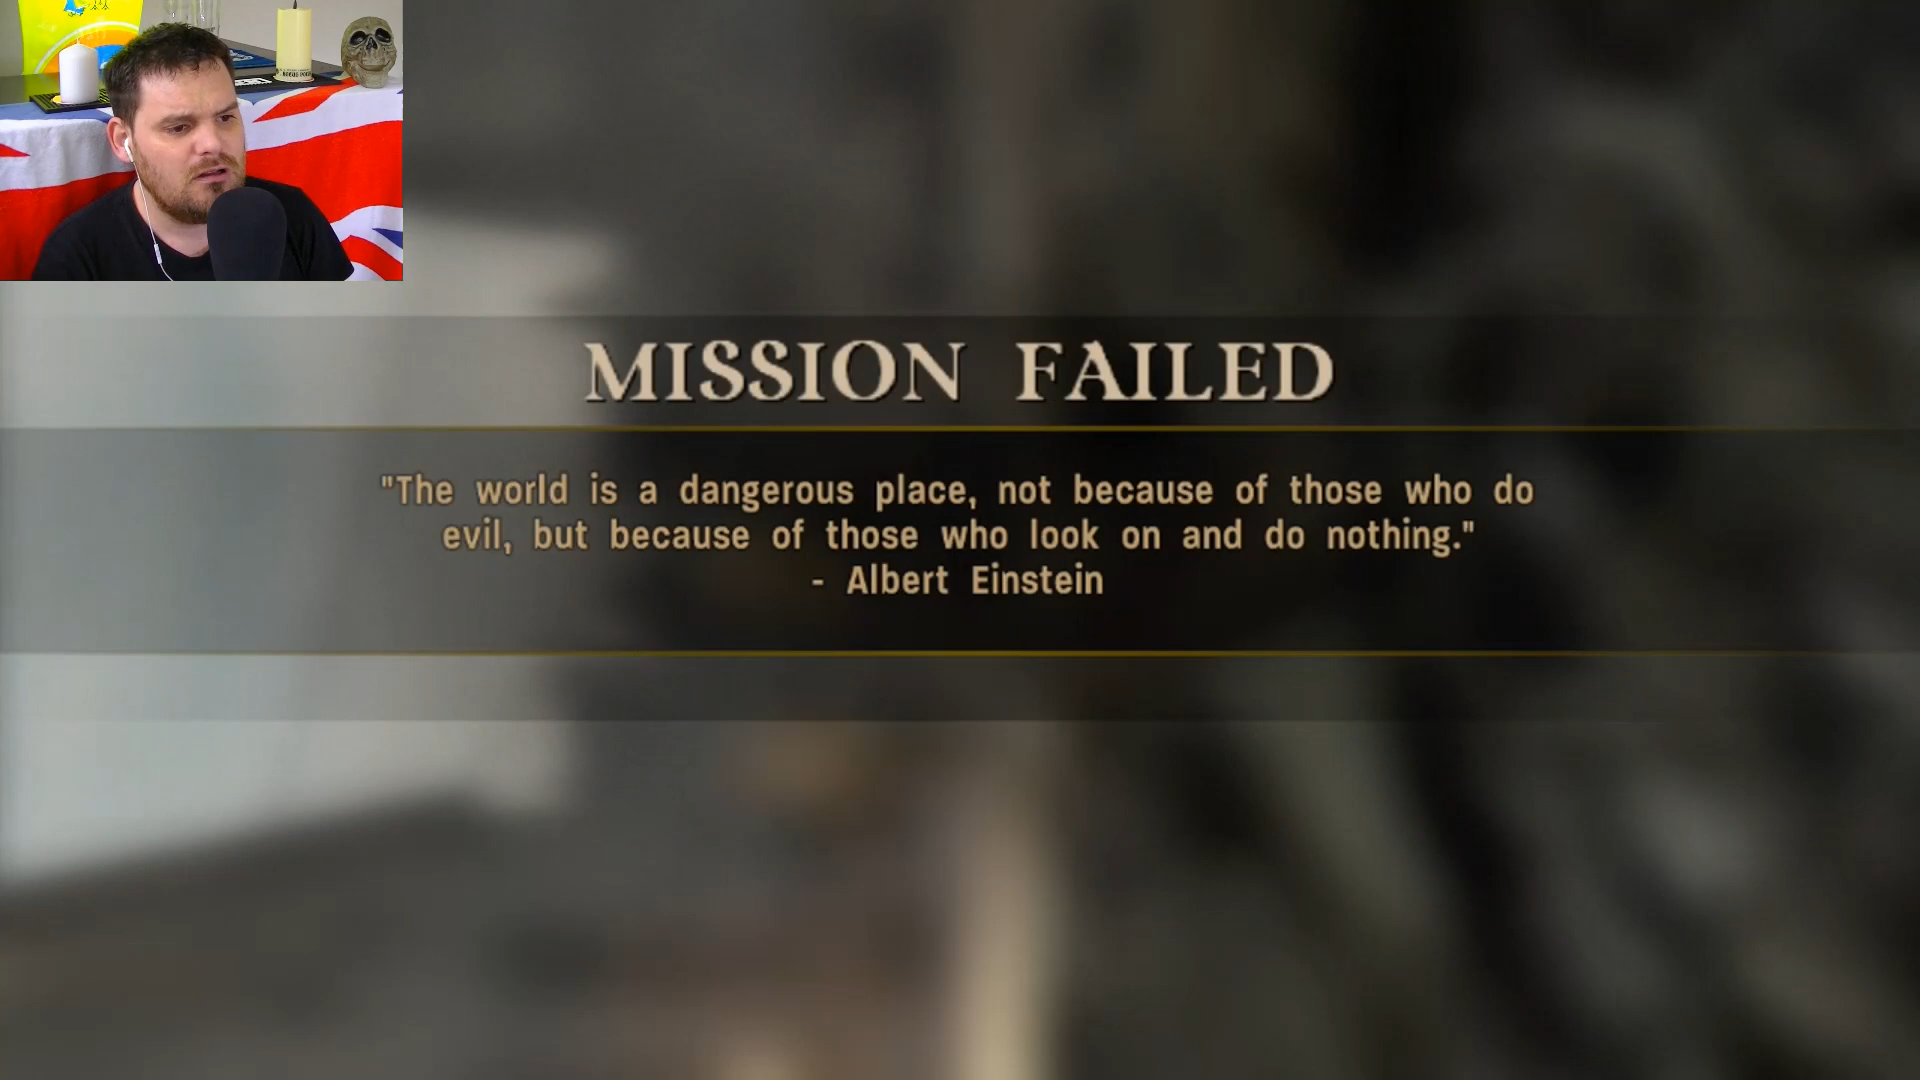 MISSION FAILED
"The world is a dangerous place, not because of those who do
evil, but because of those who look on and do nothing."
- Albert Einstein